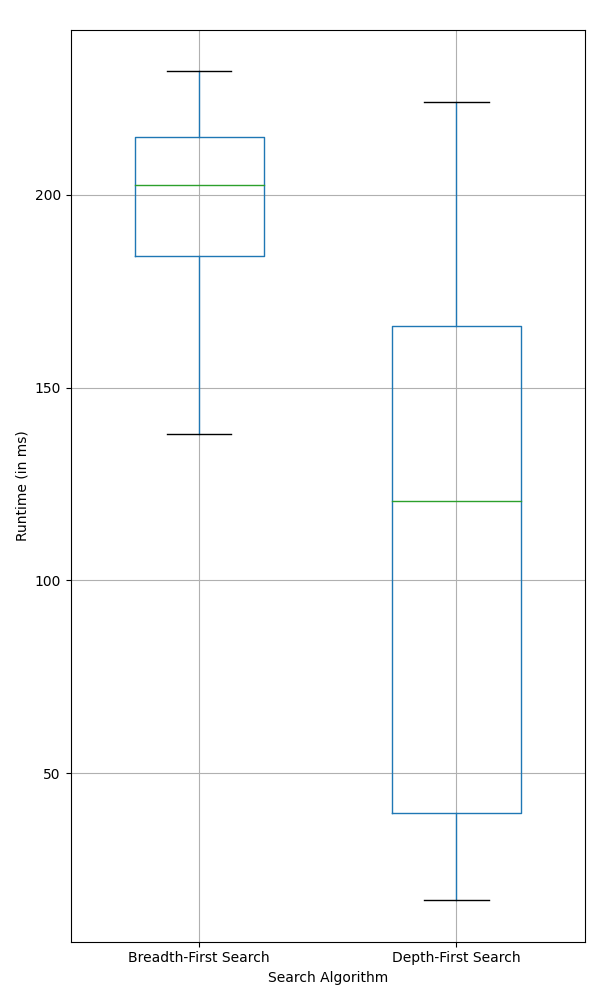 200
150
100
50
Runtime (in ms)
Breadth-First Search
Depth-First Search
Search Algorithm